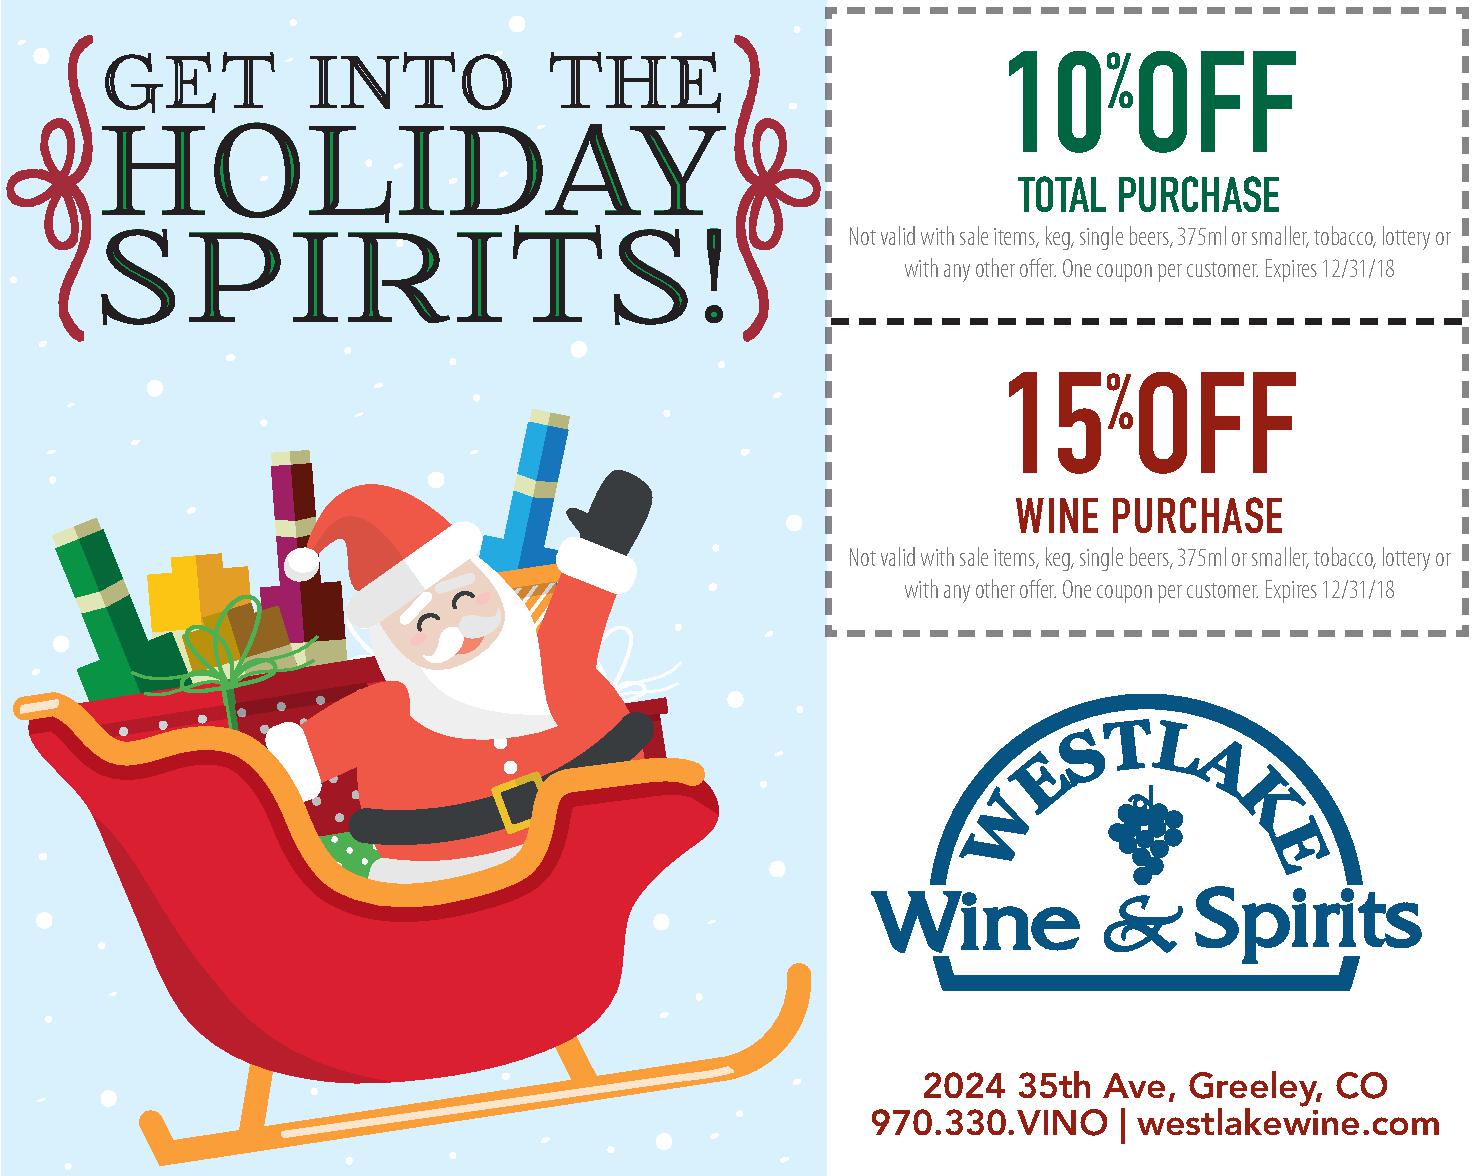 GET INTO THE
HOLIDAY
SPIRITS!
10%OFF
TOTAL PURCHASE
Not valid with sale items, keg, single beers, 375ml or smaller, tobacco, lottery or
with any other offer. One coupon per customer. Expires 12/31/18
15%OFF
WINE PURCHASE
Not valid with sale items, keg, single beers, 375ml or smaller, tobacco, lottery or
with any other offer. One coupon per customer. Expires 12/31/18
WESTLAKE
Wine & Spirits
2024 35th Ave, Greeley, CO
970.330.VINO | westlakewine.com